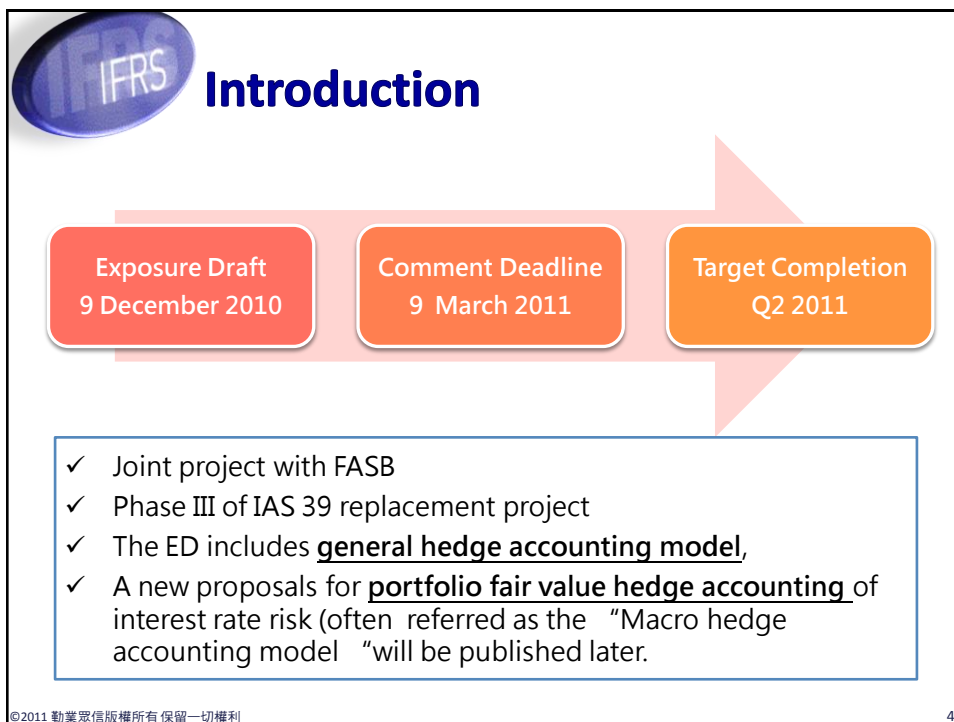 IFRS
IFRS
Introduction
Exposure Draft
9 December 2010
Comment Deadline
9 March 2011
Target Completion
Q2 2011
✓ Joint project with FASB
✓ Phase Ⅲ of IAS 39 replacement project
✓ The ED includes general hedge accounting model,
✓ A new proposals for portfolio fair value hedge accounting of
interest rate risk (often referred as the “Macro hedge
accounting model “will be published later.
©2011 勤業眾信版權所有 保留一切權利
4